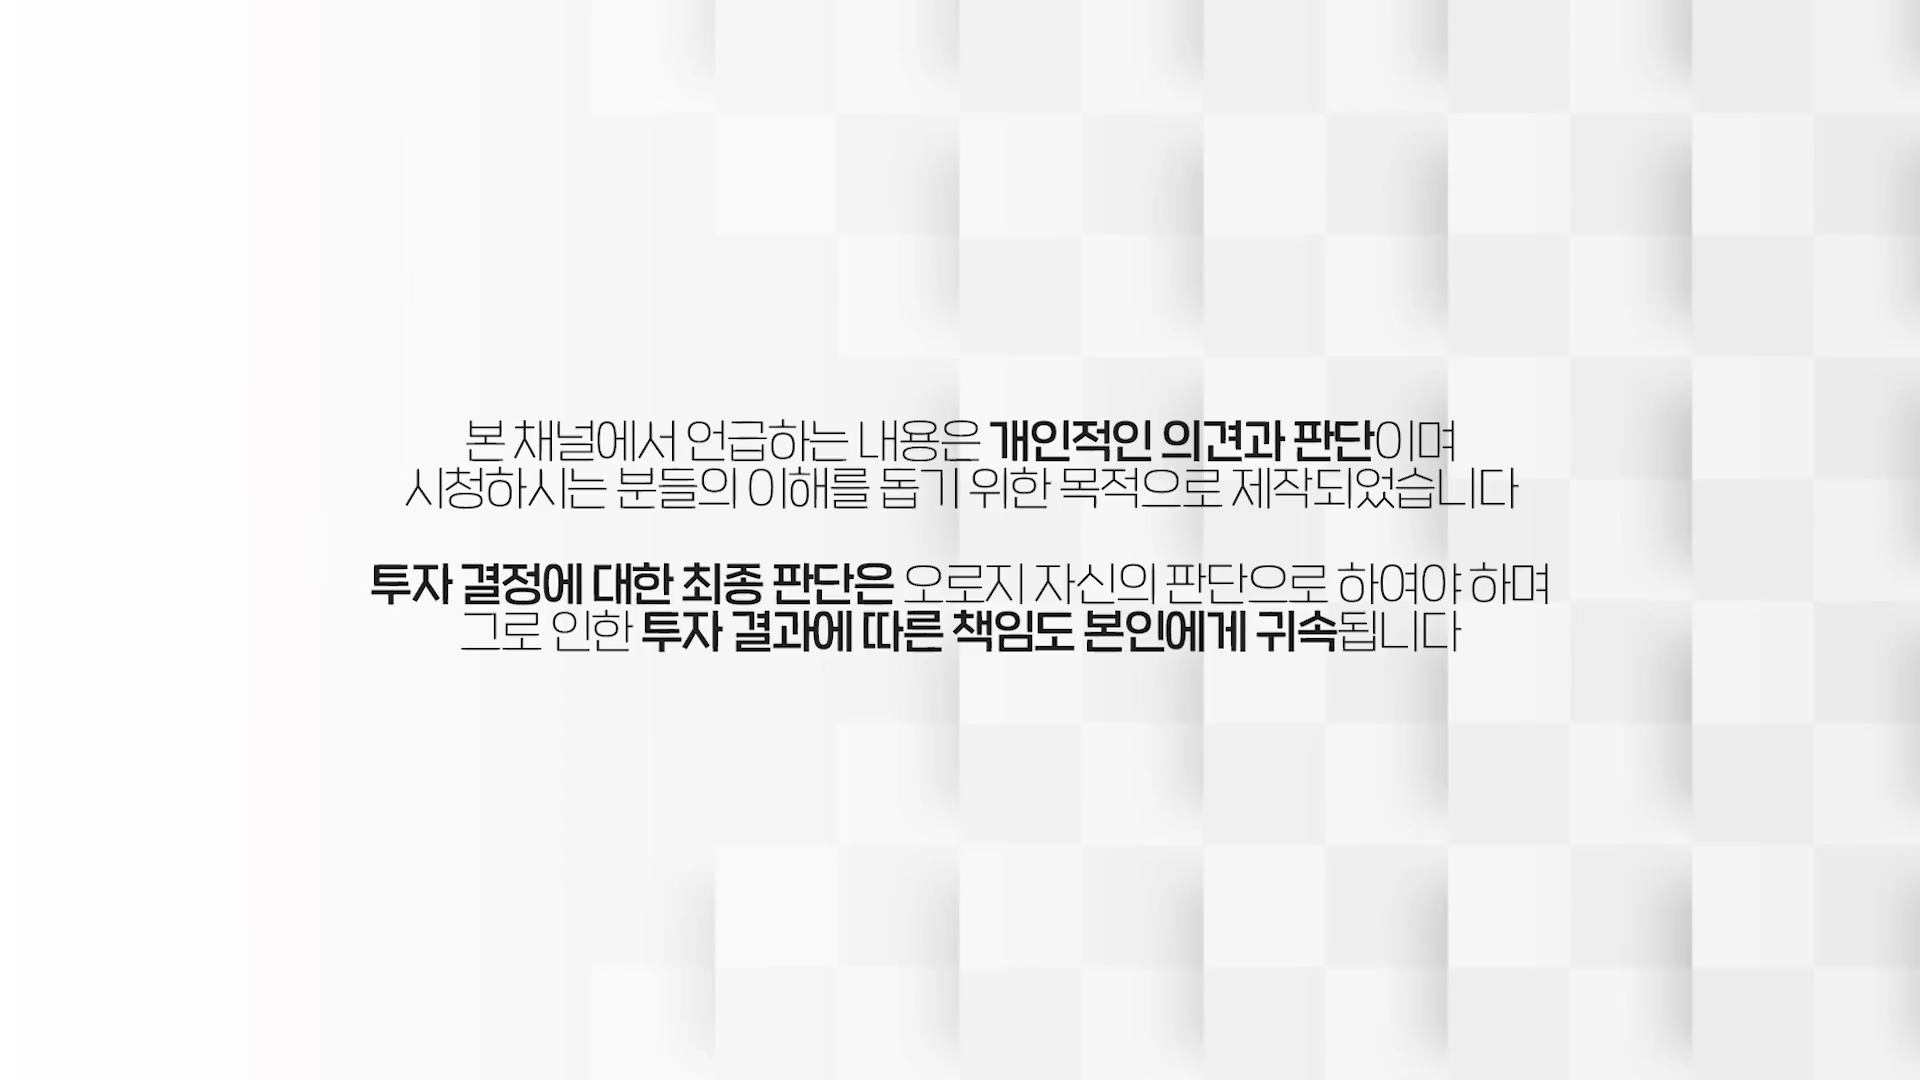 본 채널에서 언급하는 내용은 개인적인 의견과 판단이며
시청하시는 분들의 이해를 돕기 위한 목적으로 제작되었습니다
투자 결정에 대한 최종 판단은 오로지 자신의 판단으로 하여야 하며
그로 인한 투자 결과에 따른 책임도 본인에게 귀속됩니다